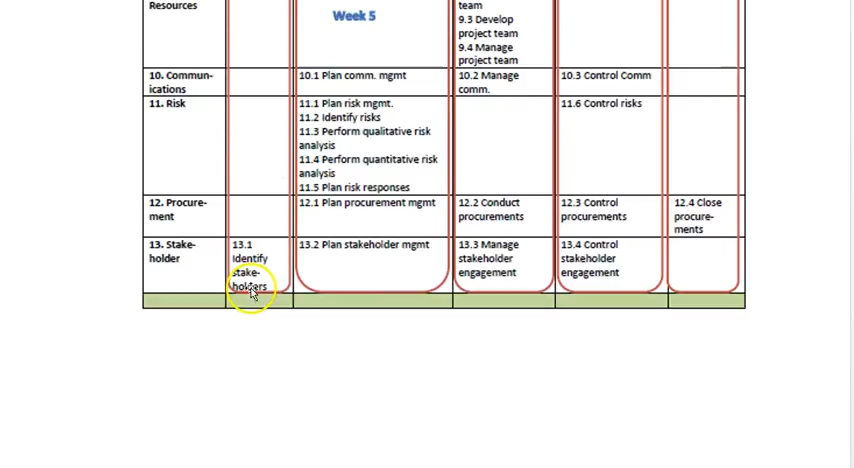 Resources
Week 5
team
9.3 Develop
project team
9.4 Manage
project team
10. Commun-
ications
10.1 Plan comm. mgmt
10.2 Manage
comm.
10.3 Control Comm
11. Risk
11.1 Plan risk mgmt.
11.2 Identify risks
11.3 Perform qualitative risk
analysis
11.4 Perform quantitative risk
analysis
11.5 Plan risk responses
11.6 Control risks
12. Procure-
ment
12.1 Plan procurement mgmt
12.2 Conduct
procurements
12.3 Control
procurements
12.4 Close
procure-
ments
13. Stake-
holder
13.1
Identify
stake-
holders
13.2 Plan stakeholder mgmt
13.3 Manage
stakeholder
engagement
13.4 Control
stakeholder
engagement